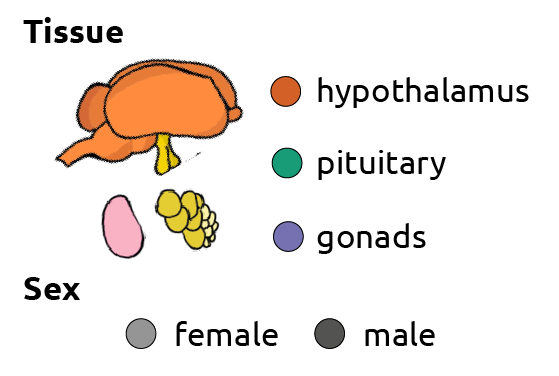 Tissue
hypothalamus
pituitary
gonads
Sex
female male